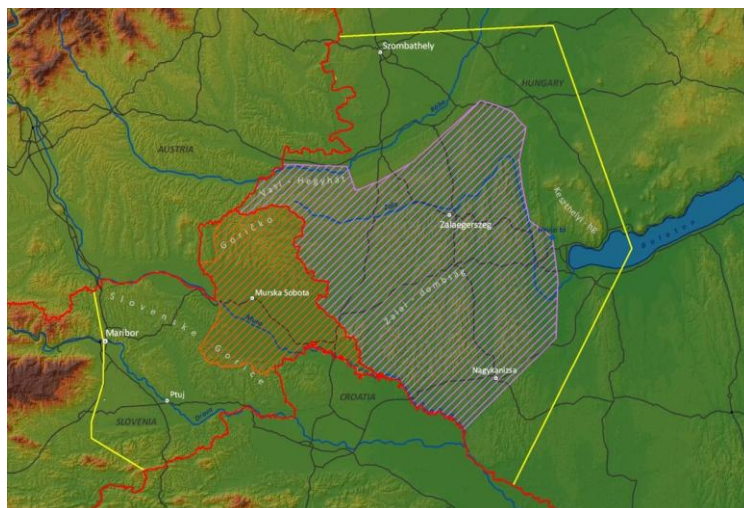 Szombathely
HUNGARY
Rába
AUSTRIA
Vasi - Hegyhát
Keszthelyi - hg.
Zala
Zalaegerszeg
Goričko
Balaton
Murska Sobota
Zalai - dombság
Slovenske Gorice
Mura
Maribor
Nagykanizsa
Ptuj
CROATIA
Drava
SLOVENIA